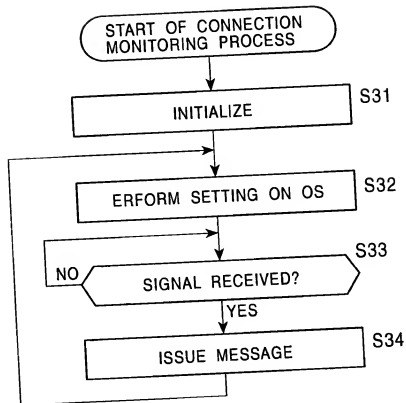 START OF CONNECTION
MONITORING PROCESS
INITIALIZE
S31
ERFORM SETTING ON OS
S32
SIGNAL RECEIVED?
S33
NO
YES
ISSUE MESSAGE
S34